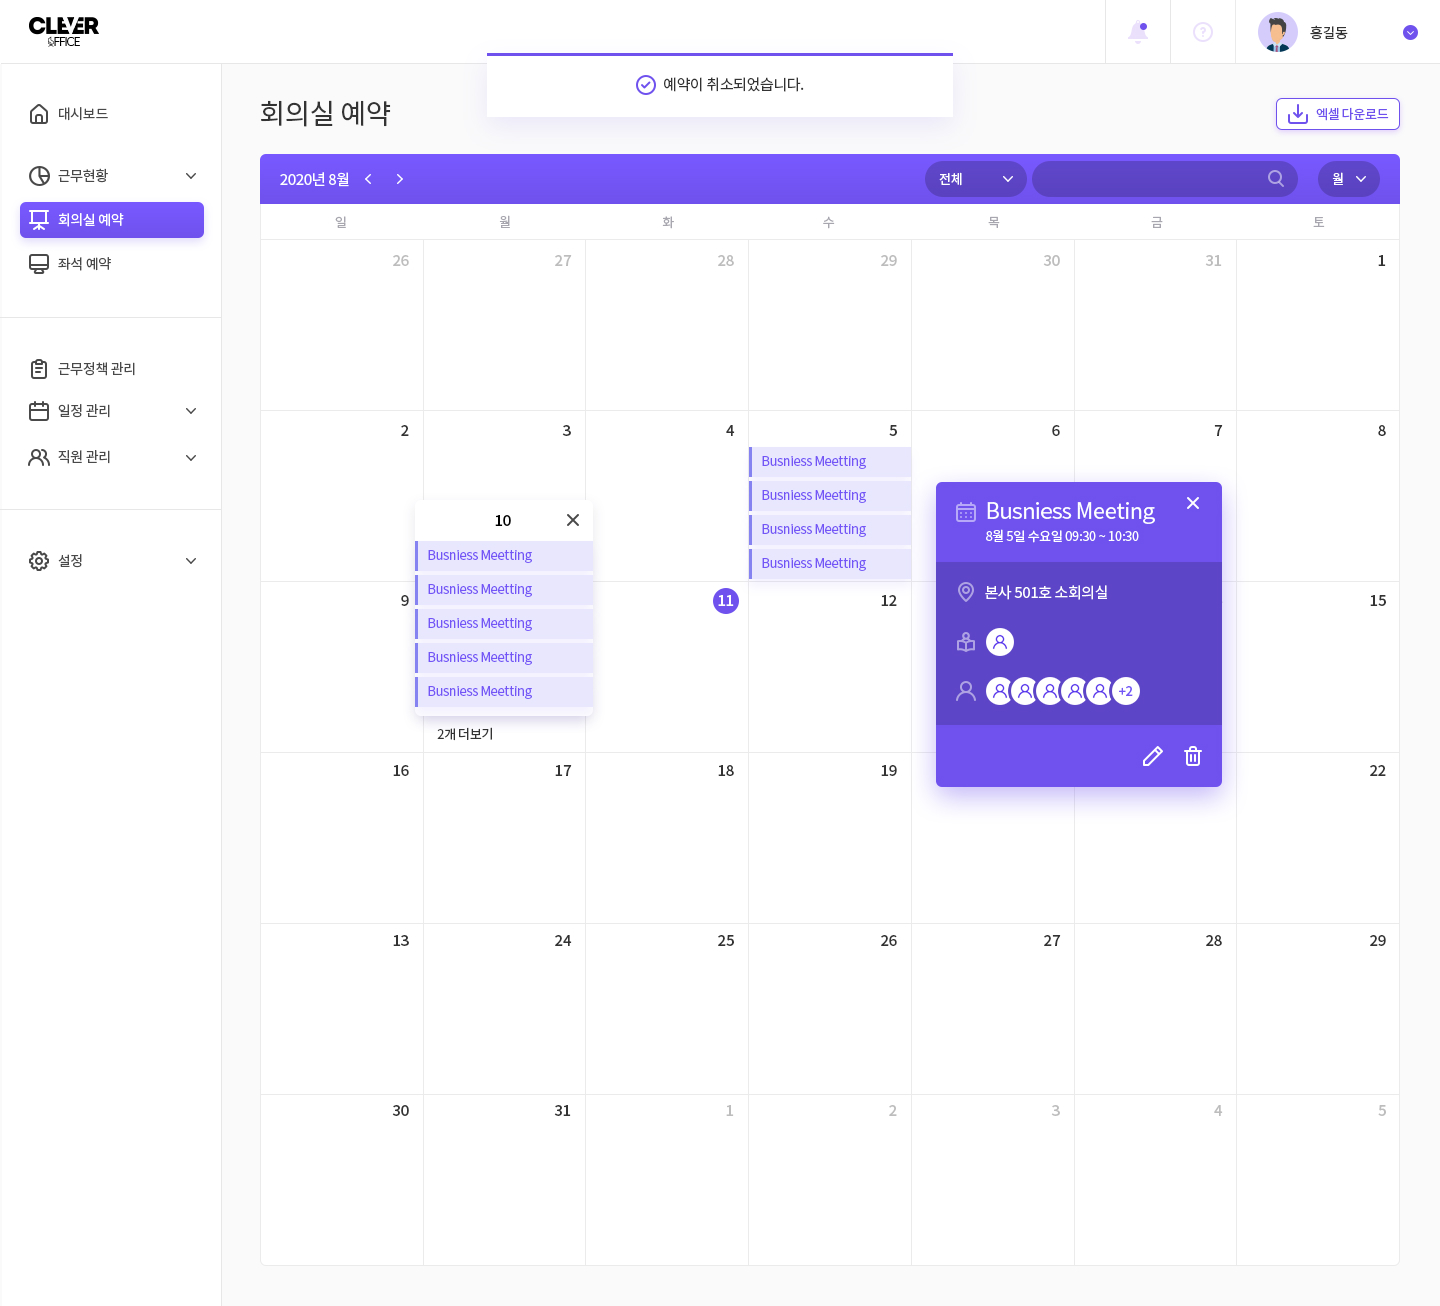 CLEVER
OFFICE
홍길동
예약이 취소되었습니다.
대시보드
근무현황
회의실 예약
좌석 예약
근무정책 관리
일정 관리
직원 관리
설정
회의실 예약
엑셀 다운로드
2020년 8월
전체
월
일 월 화 수 목 금 토
26 27 28 29 30 31 1
2 3 4 5 6 7 8
Busniess Meetting
Busniess Meetting
Busniess Meetting
Busniess Meetting
10
Busniess Meetting
Busniess Meetting
Busniess Meetting
Busniess Meetting
Busniess Meetting
2개 더보기
Busniess Meeting
8월 5일 수요일 09:30 ~ 10:30
본사 501호 소회의실
+2
9 11 12 15
16 17 18 19 22
13 24 25 26 27 28 29
30 31 1 2 3 4 5